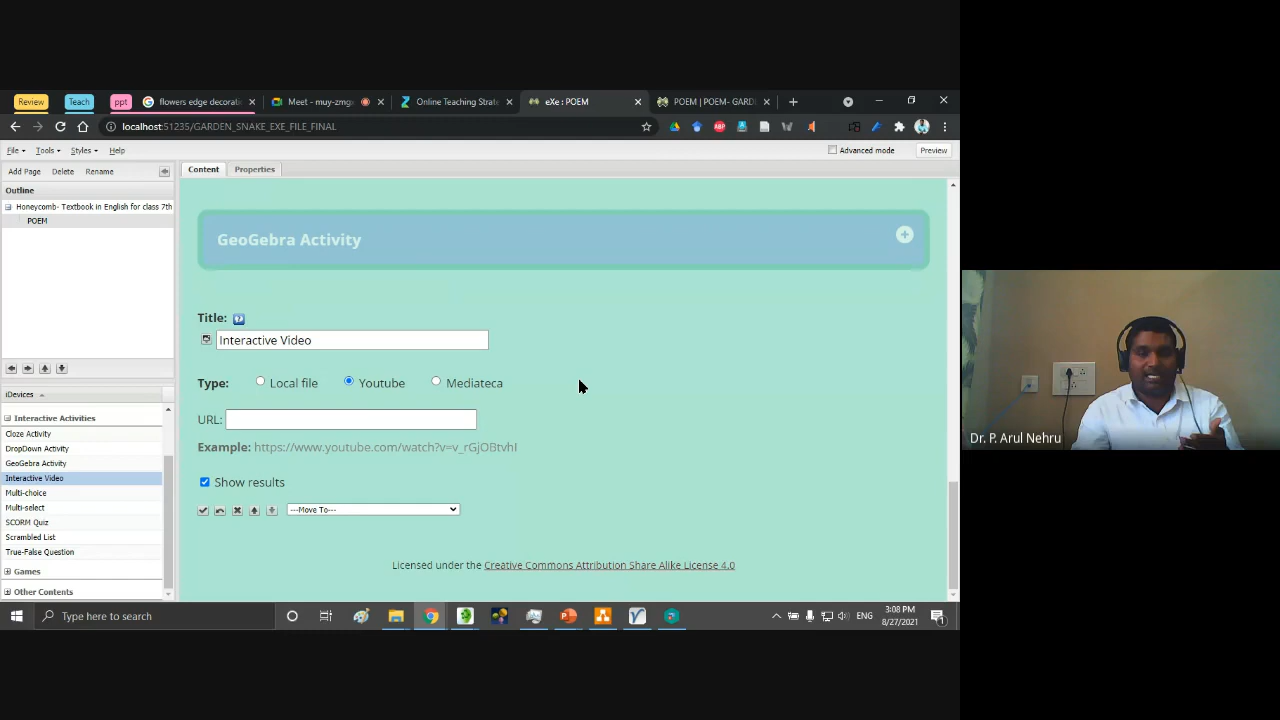 Review Teach ppt flowers edge decorati Meet - muy-zmg Online Teaching Strate eXe : POEM POEM | POEM- GARD
localhost:51235/GARDEN_SNAKE_EXE_FILE_FINAL
File Tools Styles Help Advanced mode Preview
Add Page Delete Rename Content Properties
Outline
Honeycomb- Textbook in English for class 7th
POEM
GeoGebra Activity
Title:
Interactive Video
Type: Local file Youtube Mediateca
URL:
Example: https://www.youtube.com/watch?v=v_rGjOBtvhI
Show results
---Move To---
Licensed under the Creative Commons Attribution Share Alike License 4.0
iDevices
Interactive Activities
Cloze Activity
DropDown Activity
GeoGebra Activity
Interactive Video
Multi-choice
Multi-select
SCORM Quiz
Scrambled List
True-False Question
Games
Other Contents
Dr. P. Arul Nehru
Type here to search
ENG
3:08 PM
8/27/2021